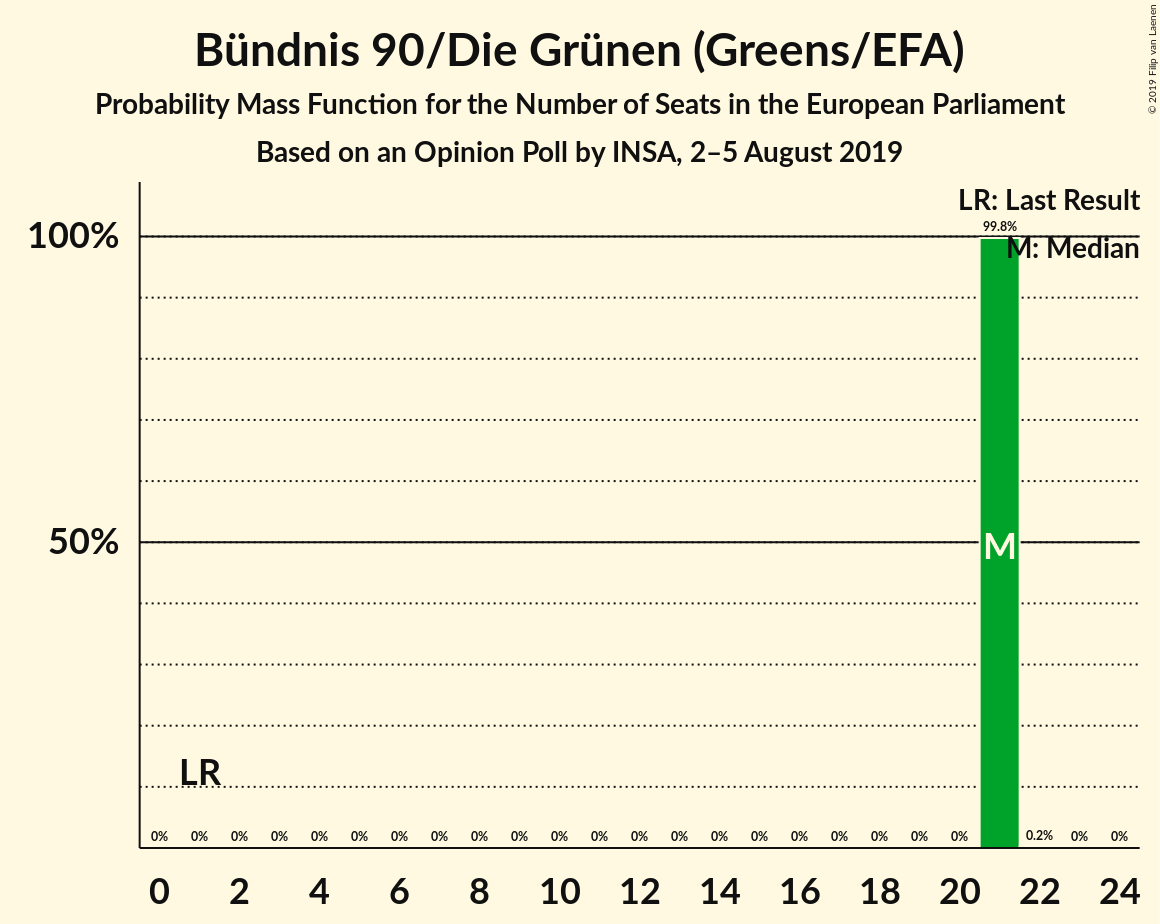 Bündnis 90/Die Grünen (Greens/EFA)
Probability Mass Function for the Number of Seats in the European Parliament
Based on an Opinion Poll by INSA, 2–5 August 2019
© 2019 Filip van Laenen
LR: Last Result
M: Median
100%
50%
99.8%
M
LR
0% 0% 0% 0% 0% 0% 0% 0% 0% 0% 0% 0% 0% 0% 0% 0% 0% 0% 0% 0% 0% 0.2% 0% 0%
0 2 4 6 8 10 12 14 16 18 20 22 24